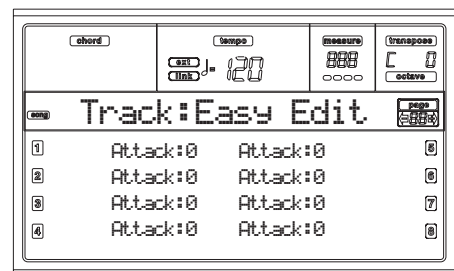 chord tempo measure transpose
ext 888 C 0
link ♩= 120 octave
song Track:Easy Edit page
88
1 Attack:0 Attack:0 5
2 Attack:0 Attack:0 6
3 Attack:0 Attack:0 7
4 Attack:0 Attack:0 8